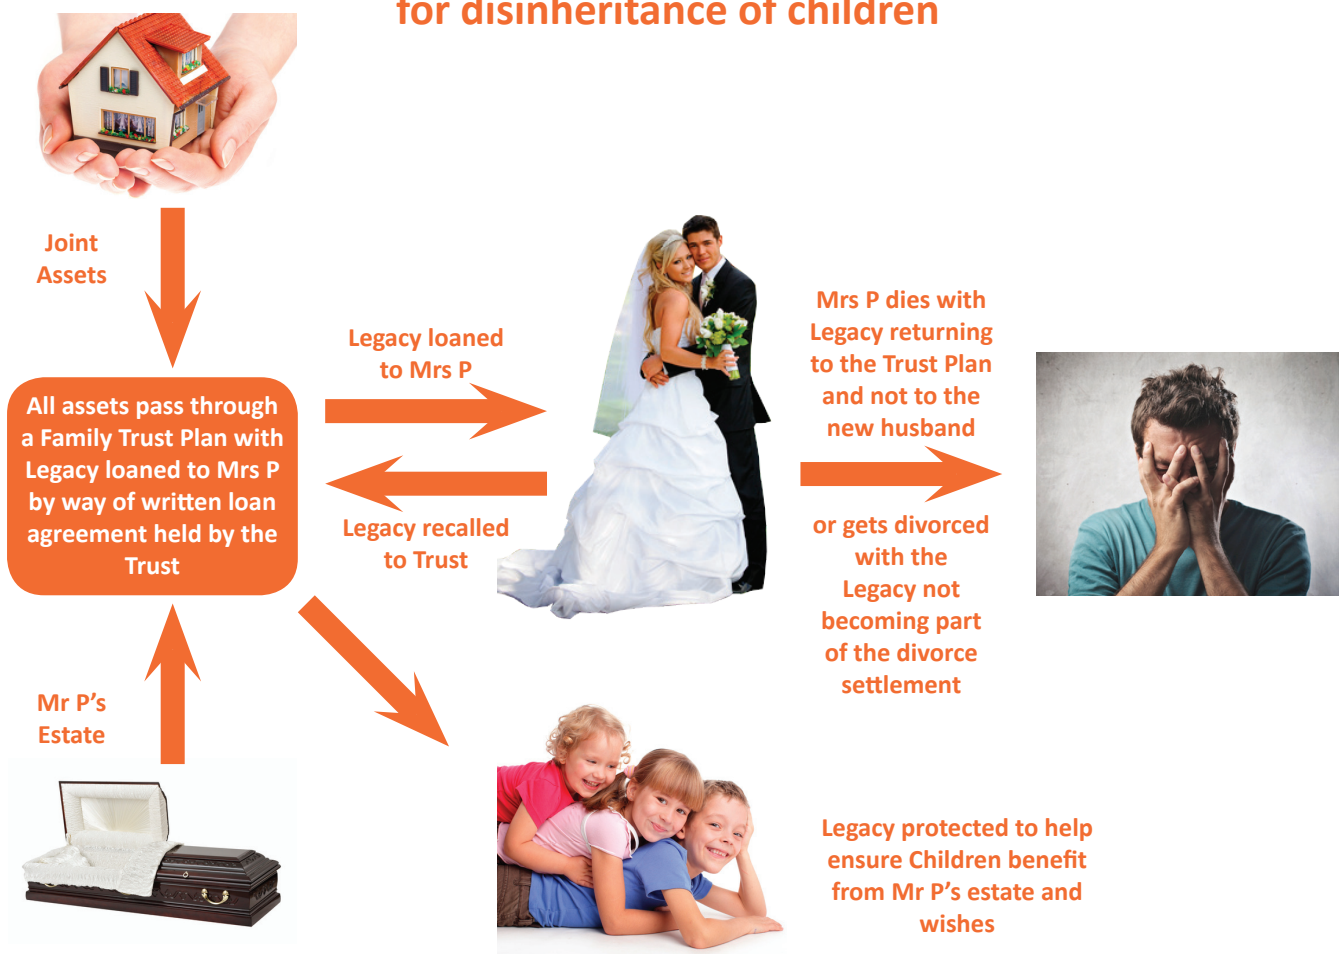 for disinheritance of children
Joint
Assets
Legacy loaned
to Mrs P
Mrs P dies with
Legacy returning
to the Trust Plan
and not to the
new husband
All assets pass through
a Family Trust Plan with
Legacy loaned to Mrs P
by way of written loan
agreement held by the
Trust
Legacy recalled
to Trust
or gets divorced
with the
Legacy not
becoming part
of the divorce
settlement
Mr P’s
Estate
Legacy protected to help
ensure Children benefit
from Mr P’s estate and
wishes